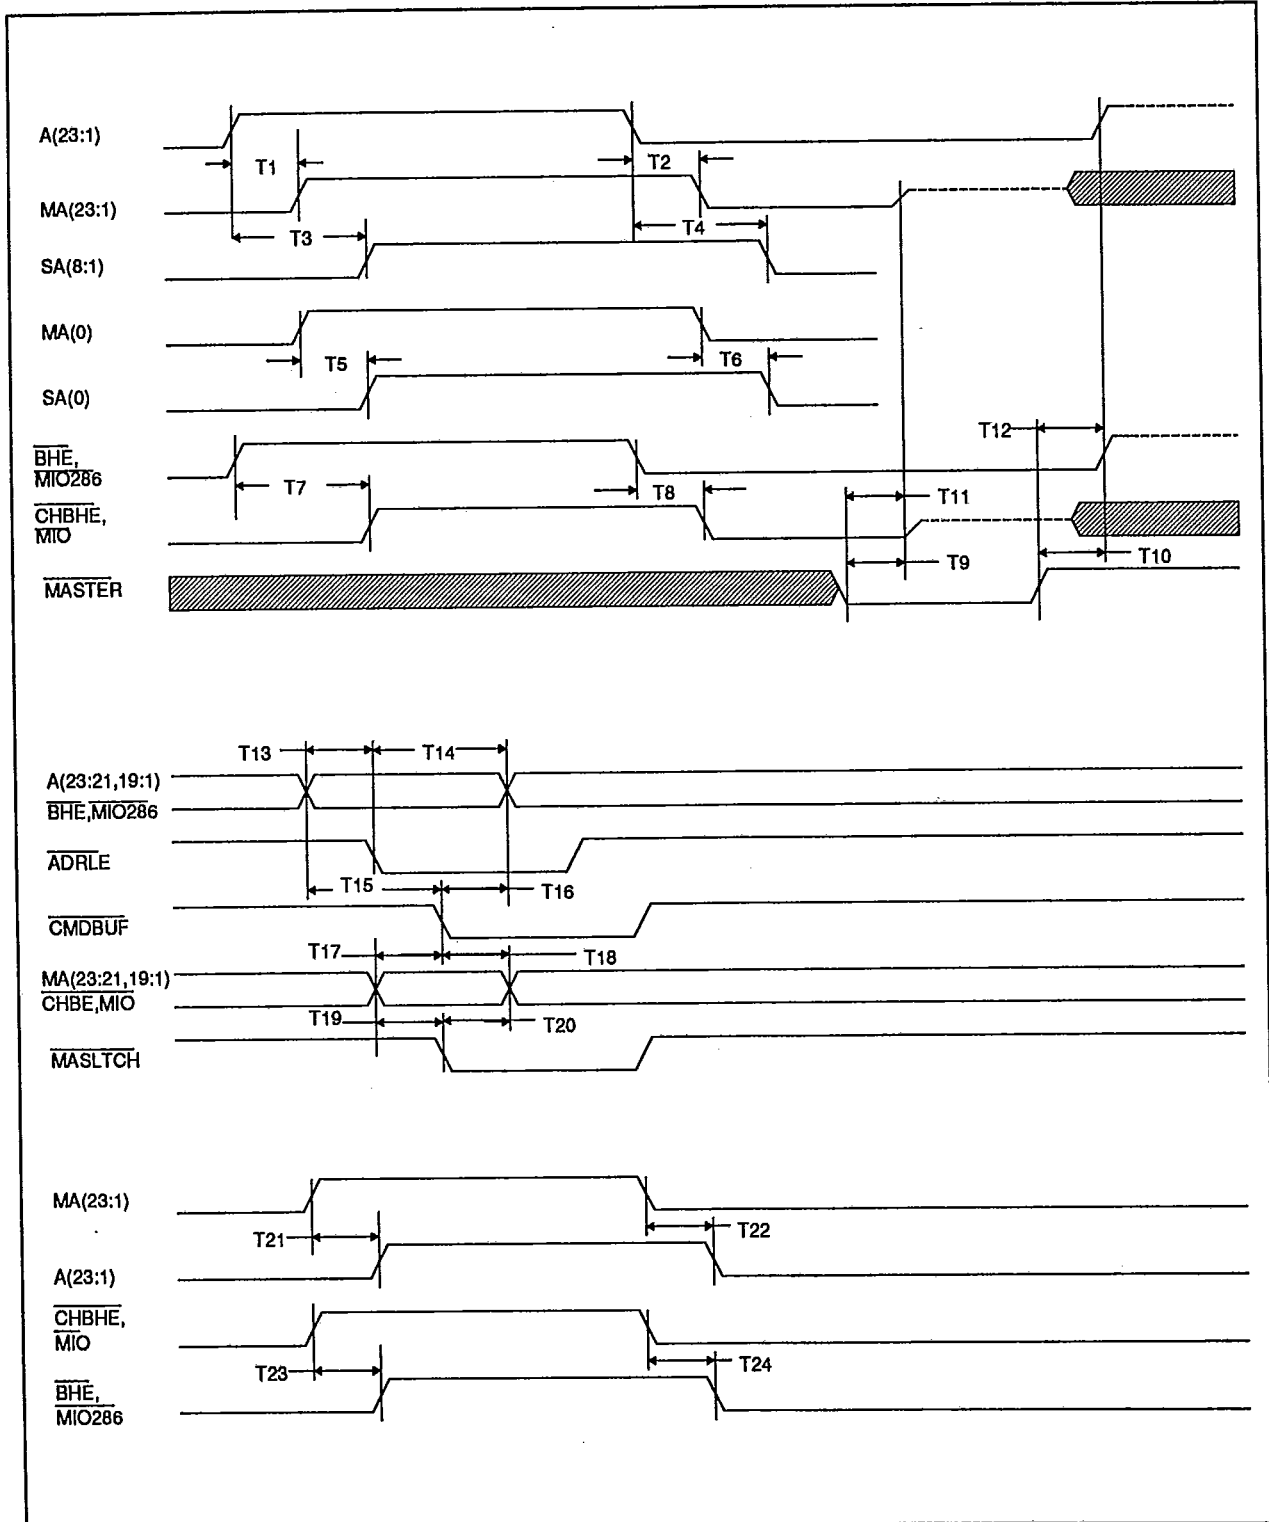 A(23:1)
T1
T2
MA(23:1)
T3
T4
SA(8:1)
MA(0)
T5
T6
SA(0)
T12
BHE,
MIO286
T7
T8
T11
CHBHE,
MIO
T9
T10
MASTER
T13
T14
A(23:21,19:1)
BHE,MIO286
ADRLE
T15
T16
CMDBUF
T17
T18
MA(23:21,19:1)
CHBE,MIO
T19
T20
MASLTCH
MA(23:1)
T21
T22
A(23:1)
CHBHE,
MIO
T23
T24
BHE,
MIO286